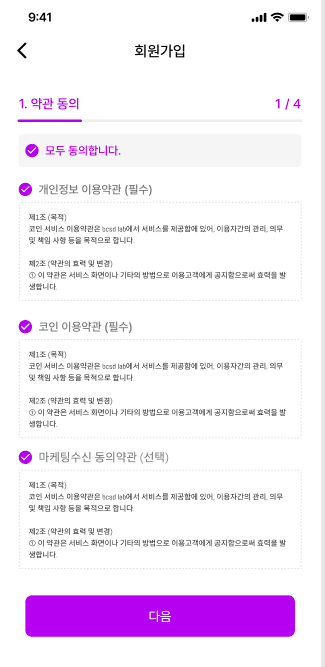 9:41
회원가입
1. 약관 동의
1 / 4
모두 동의합니다.
개인정보 이용약관 (필수)
제1조 (목적)
코인 서비스 이용약관은 bcsd lab에서 서비스를 제공함에 있어, 이용자간의 관리, 의무
및 책임 사항 등을 목적으로 합니다.
제2조 (약관의 효력 및 변경)
① 이 약관은 서비스 화면이나 기타의 방법으로 이용고객에게 공지함으로써 효력을 발
생합니다.
코인 이용약관 (필수)
제1조 (목적)
코인 서비스 이용약관은 bcsd lab에서 서비스를 제공함에 있어, 이용자간의 관리, 의무
및 책임 사항 등을 목적으로 합니다.
제2조 (약관의 효력 및 변경)
① 이 약관은 서비스 화면이나 기타의 방법으로 이용고객에게 공지함으로써 효력을 발
생합니다.
마케팅수신 동의약관 (선택)
제1조 (목적)
코인 서비스 이용약관은 bcsd lab에서 서비스를 제공함에 있어, 이용자간의 관리, 의무
및 책임 사항 등을 목적으로 합니다.
제2조 (약관의 효력 및 변경)
① 이 약관은 서비스 화면이나 기타의 방법으로 이용고객에게 공지함으로써 효력을 발
생합니다.
다음